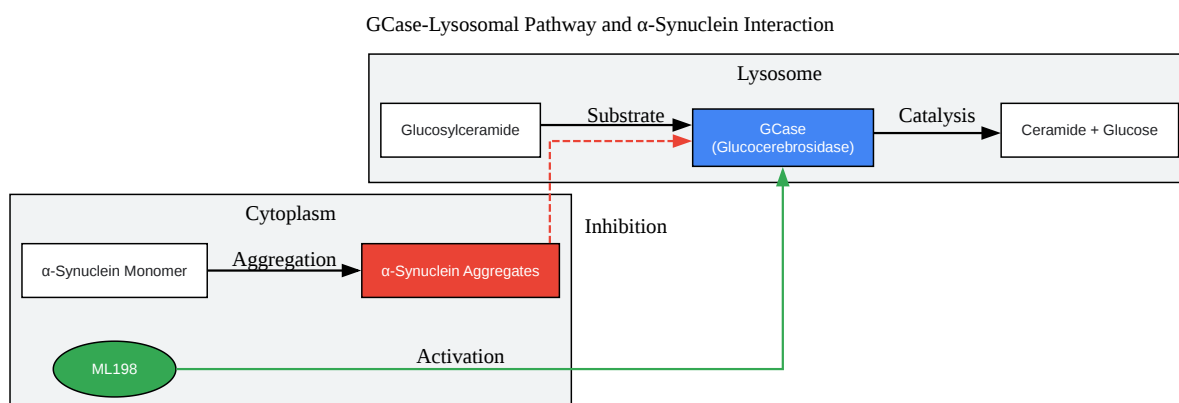 GCase-Lysosomal Pathway and α-Synuclein Interaction
Lysosome
Glucosylceramide
Substrate
GCase
(Glucocerebrosidase)
Catalysis
Ceramide + Glucose
Cytoplasm
Inhibition
α-Synuclein Monomer
Aggregation
α-Synuclein Aggregates
ML198
Activation